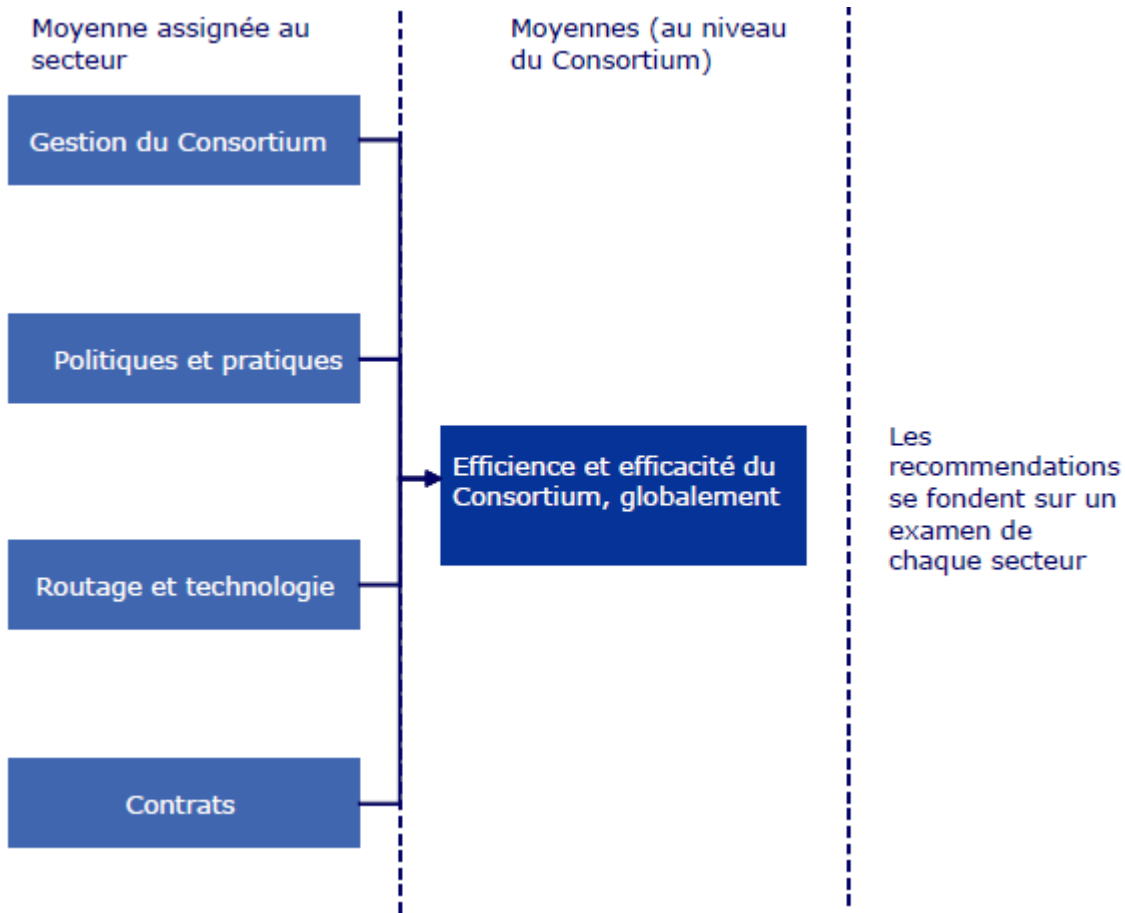 Moyenne assignée au
secteur
Moyennes (au niveau
du Consortium)
Gestion du Consortium
Politiques et pratiques
Efficience et efficacité du
Consortium, globalement
Les
recommendations
se fondent sur un
examen de
chaque secteur
Routage et technologie
Contrats